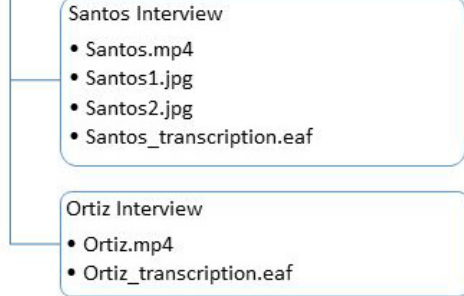 Santos Interview
• Santos.mp4
• Santos1.jpg
• Santos2.jpg
• Santos_transcription.eaf
Ortiz Interview
• Ortiz.mp4
• Ortiz_transcription.eaf